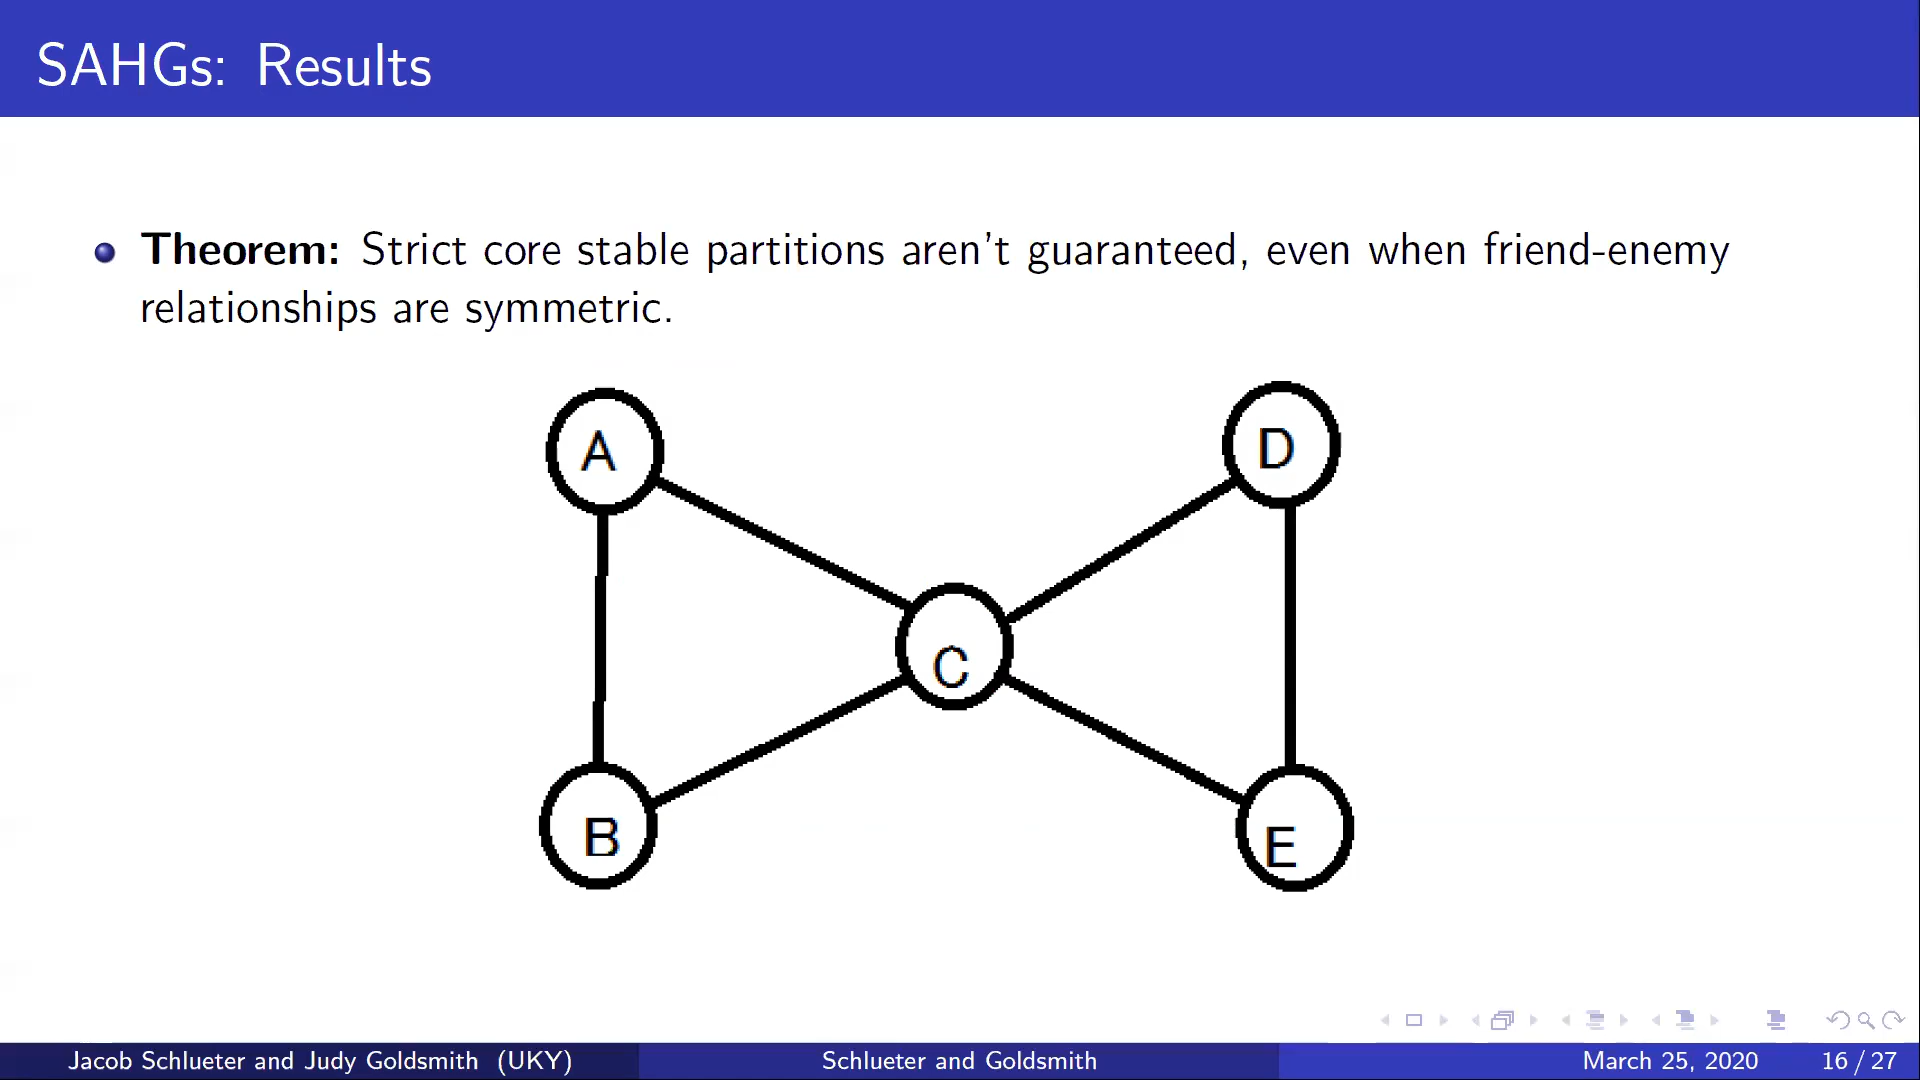 SAHGs: Results
Theorem: Strict core stable partitions aren't guaranteed, even when friend-enemy
relationships are symmetric.
A
D
C
B
E
Jacob Schlueter and Judy Goldsmith (UKY)
Schlueter and Goldsmith
March 25, 2020
16 / 27